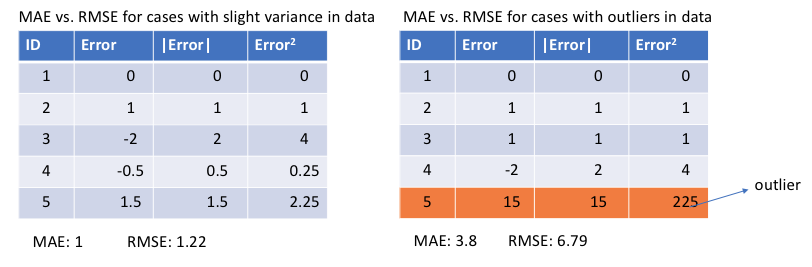 MAE vs. RMSE for cases with slight variance in data
ID Error |Error| Error²
1 0 0 0
2 1 1 1
3 -2 2 4
4 -0.5 0.5 0.25
5 1.5 1.5 2.25
MAE: 1 RMSE: 1.22
MAE vs. RMSE for cases with outliers in data
ID Error |Error| Error²
1 0 0 0
2 1 1 1
3 1 1 1
4 -2 2 4
5 15 15 225
outlier
MAE: 3.8 RMSE: 6.79